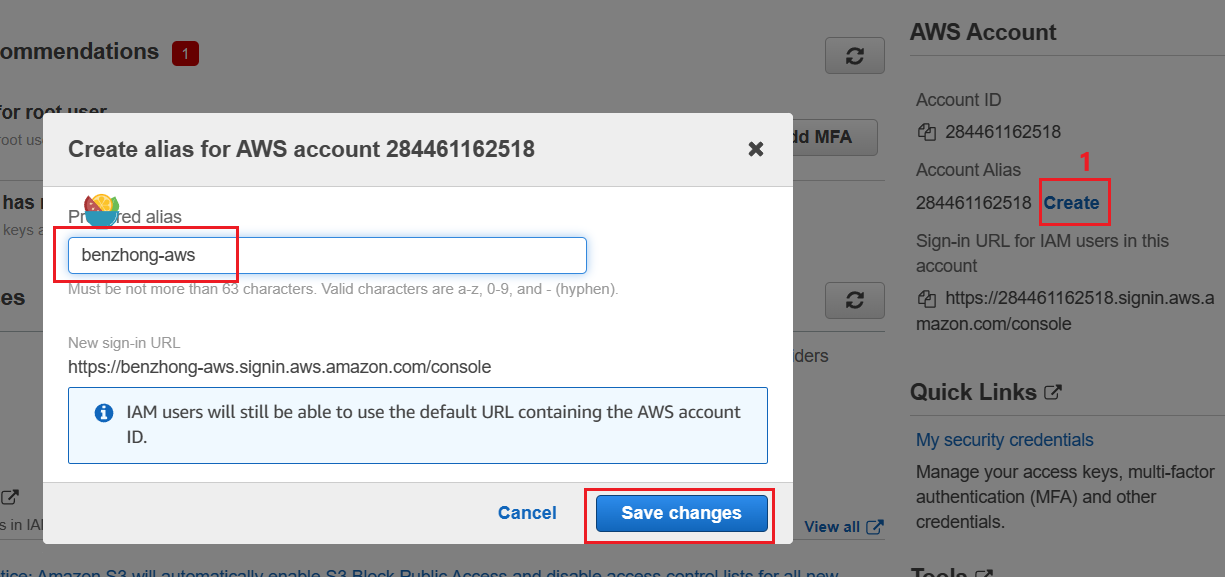 ommendations 1
for root user
root us
dd MFA
has
keys a
es
ders
s in IAM
View all
tice: Amazon S3 will automatically enable S3 Block Public Access and disable access control lists for all new
Create alias for AWS account 284461162518
Pr red alias
benzhong-aws
Must be not more than 63 characters. Valid characters are a-z, 0-9, and - (hyphen).
New sign-in URL
https://benzhong-aws.signin.aws.amazon.com/console
IAM users will still be able to use the default URL containing the AWS account
ID.
Cancel
Save changes
AWS Account
Account ID
284461162518
Account Alias
1
284461162518 Create
Sign-in URL for IAM users in this
account
https://284461162518.signin.aws.a
mazon.com/console
Quick Links
My security credentials
Manage your access keys, multi-factor
authentication (MFA) and other
credentials.
Tools